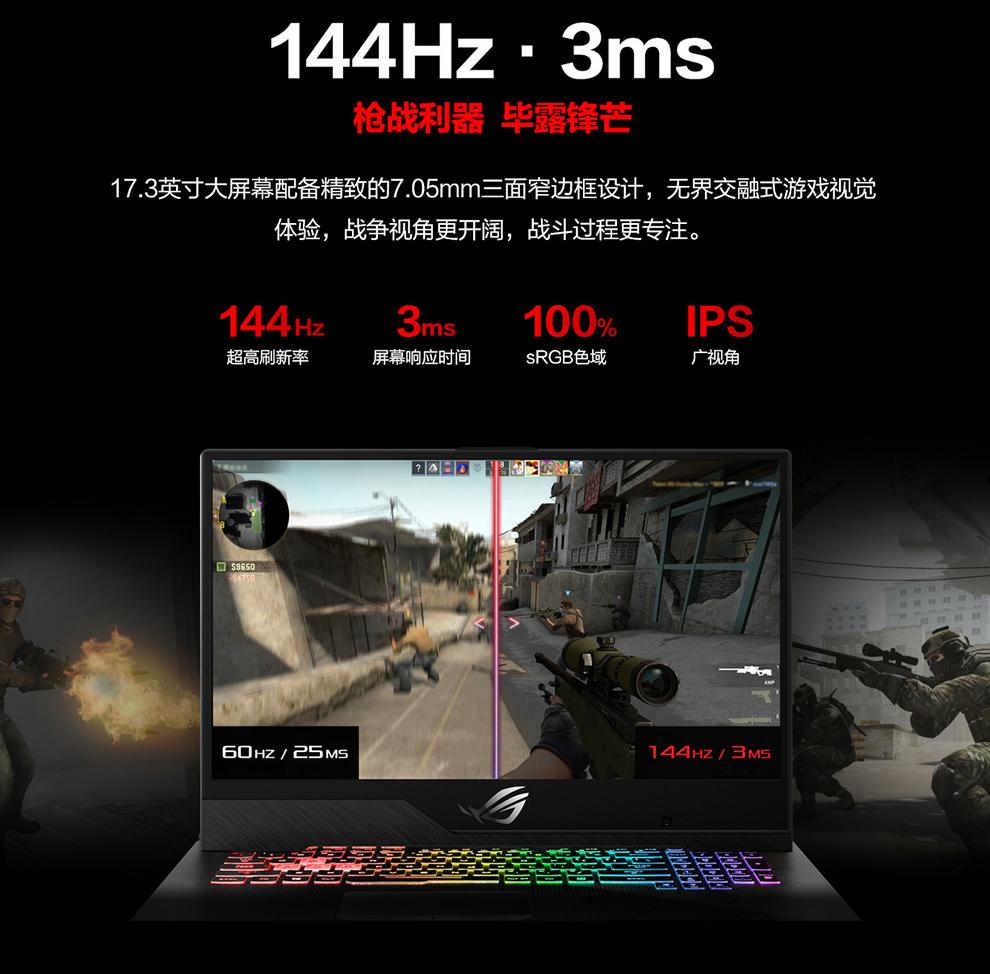 144Hz · 3ms
枪战利器 毕露锋芒
17.3英寸大屏幕配备精致的7.05mm三面窄边框设计，无界交融式游戏视觉
体验，战争视角更开阔，战斗过程更专注。
144Hz 3ms 100% IPS
超高刷新率 屏幕响应时间 sRGB色域 广视角
$9650
AWP
60HZ / 25MS
144HZ / 3MS